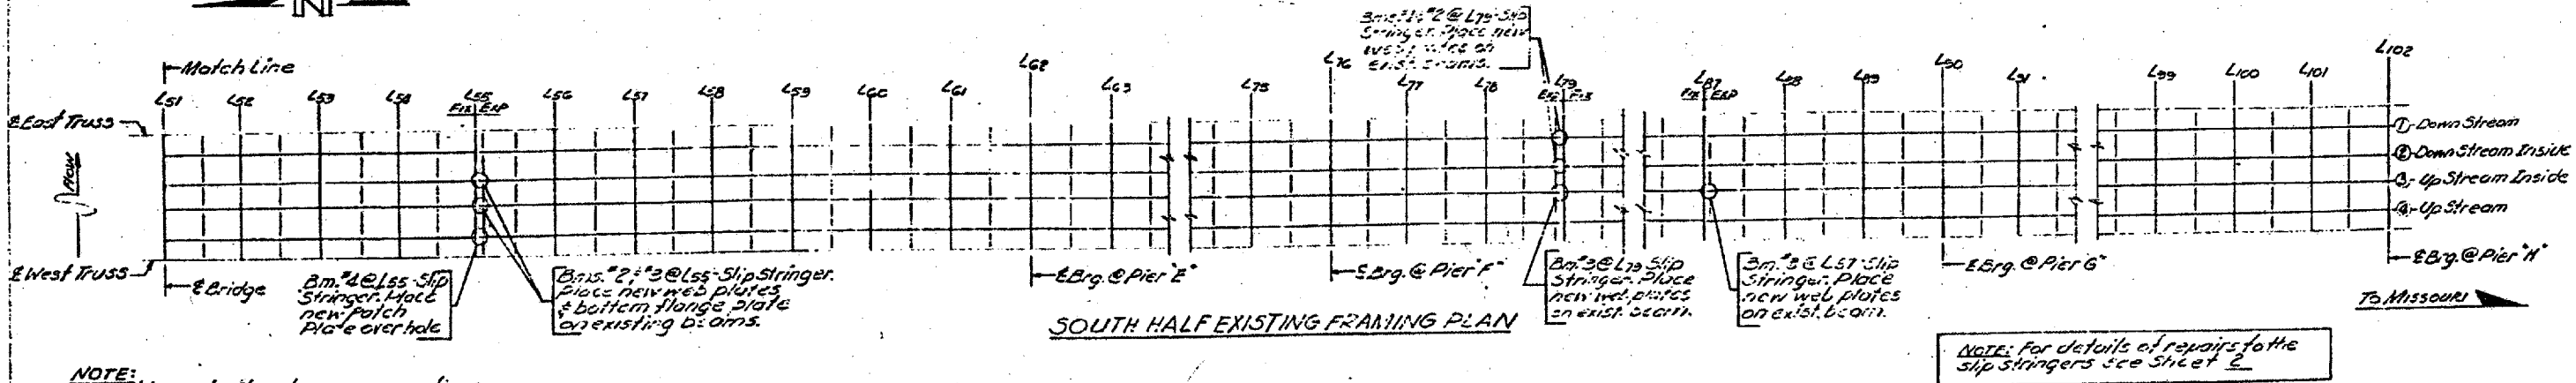 N
Bms. #1 & #2 @ L79-Slip
Stringer. Place new
web plates on
exist. beams.
Match Line
L51 L52 L53 L54 L55 L56 L57 L58 L59 L60 L61 L62 L63 L75 L76 L77 L78 L79 L87 L88 L89 L90 L91 L99 L100 L101 L102
Fix Exp
Exp Fix
Fix Exp
℄ East Truss
Flow
℄ West Truss
①-Down Stream
②-Down Stream Inside
③-Up Stream Inside
④-Up Stream
℄ Bridge
Bm. #4 @ L55-Slip
Stringer. Place
new Patch
Plate over hole
Bms. #2 & #3 @ L55-Slip Stringer.
Place new web plates
& bottom flange plate
on existing beams.
℄ Brg. @ Pier "E"
℄ Brg. @ Pier "F"
Bm. #3 @ L79-Slip
Stringer. Place
new web plates
on exist. beam.
Bm. #3 @ L87-Slip
Stringer. Place
new web plates
on exist. beam.
℄ Brg. @ Pier "G"
℄ Brg. @ Pier "H"
To Missouri
SOUTH HALF EXISTING FRAMING PLAN
NOTE: For details of repairs to the
slip stringers see Sheet 2
NOTE: